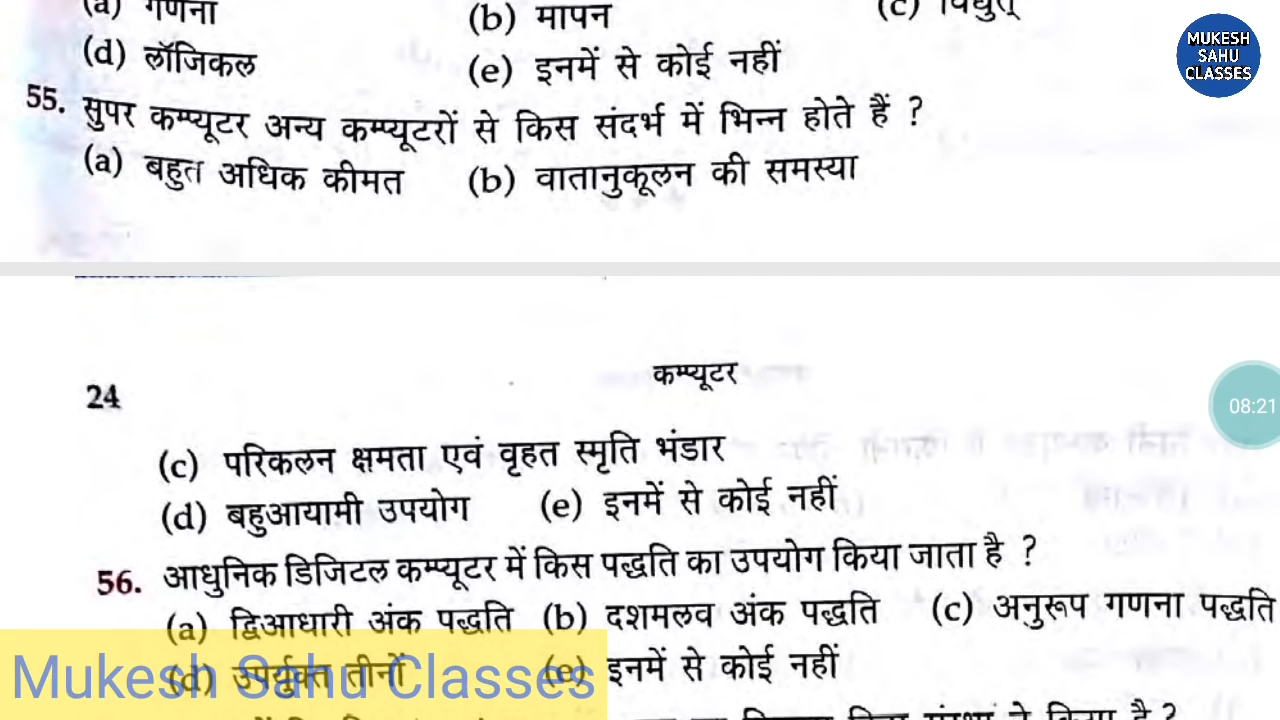 (a) गणना (b) मापन (c) विद्युत्
(d) लॉजिकल (e) इनमें से कोई नहीं
MUKESH
SAHU
CLASSES
55. सुपर कम्प्यूटर अन्य कम्प्यूटरों से किस संदर्भ में भिन्न होते हैं ?
(a) बहुत अधिक कीमत (b) वातानुकूलन की समस्या
24 कम्प्यूटर
08:21
(c) परिकलन क्षमता एवं वृहत स्मृति भंडार
(d) बहुआयामी उपयोग (e) इनमें से कोई नहीं
56. आधुनिक डिजिटल कम्प्यूटर में किस पद्धति का उपयोग किया जाता है ?
(a) द्विआधारी अंक पद्धति (b) दशमलव अंक पद्धति (c) अनुरूप गणना पद्धति
(d) उपर्युक्त तीनों (e) इनमें से कोई नहीं
Mukesh Sahu Classes